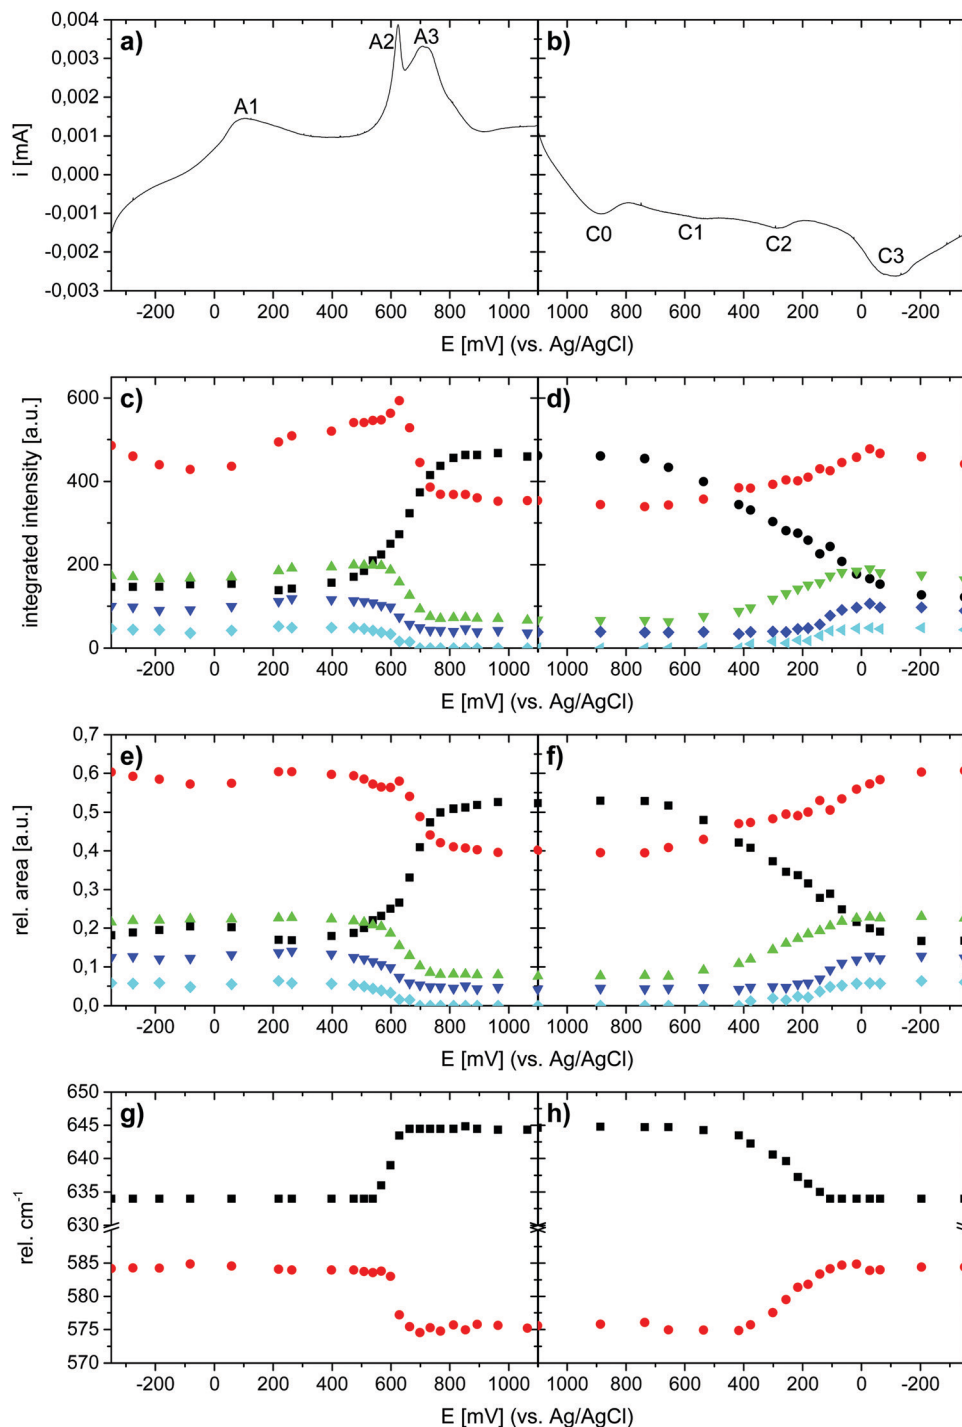 a)
b)
0,004
0,003
0,002
0,001
0,000
-0,001
-0,002
-0,003
i [mA]
A1
A2
A3
C0
C1
C2
C3
-200 0 200 400 600 800 1000 1000 800 600 400 200 0 -200
E [mV] (vs. Ag/AgCl)
c)
d)
600
400
200
0
integrated intensity [a.u.]
-200 0 200 400 600 800 1000 1000 800 600 400 200 0 -200
E [mV] (vs. Ag/AgCl)
e)
f)
0,7
0,6
0,5
0,4
0,3
0,2
0,1
0,0
rel. area [a.u.]
-200 0 200 400 600 800 1000 1000 800 600 400 200 0 -200
E [mV] (vs. Ag/AgCl)
g)
h)
650
645
640
635
630
585
580
575
570
rel. cm⁻¹
-200 0 200 400 600 800 1000 1000 800 600 400 200 0 -200
E [mV] (vs. Ag/AgCl)